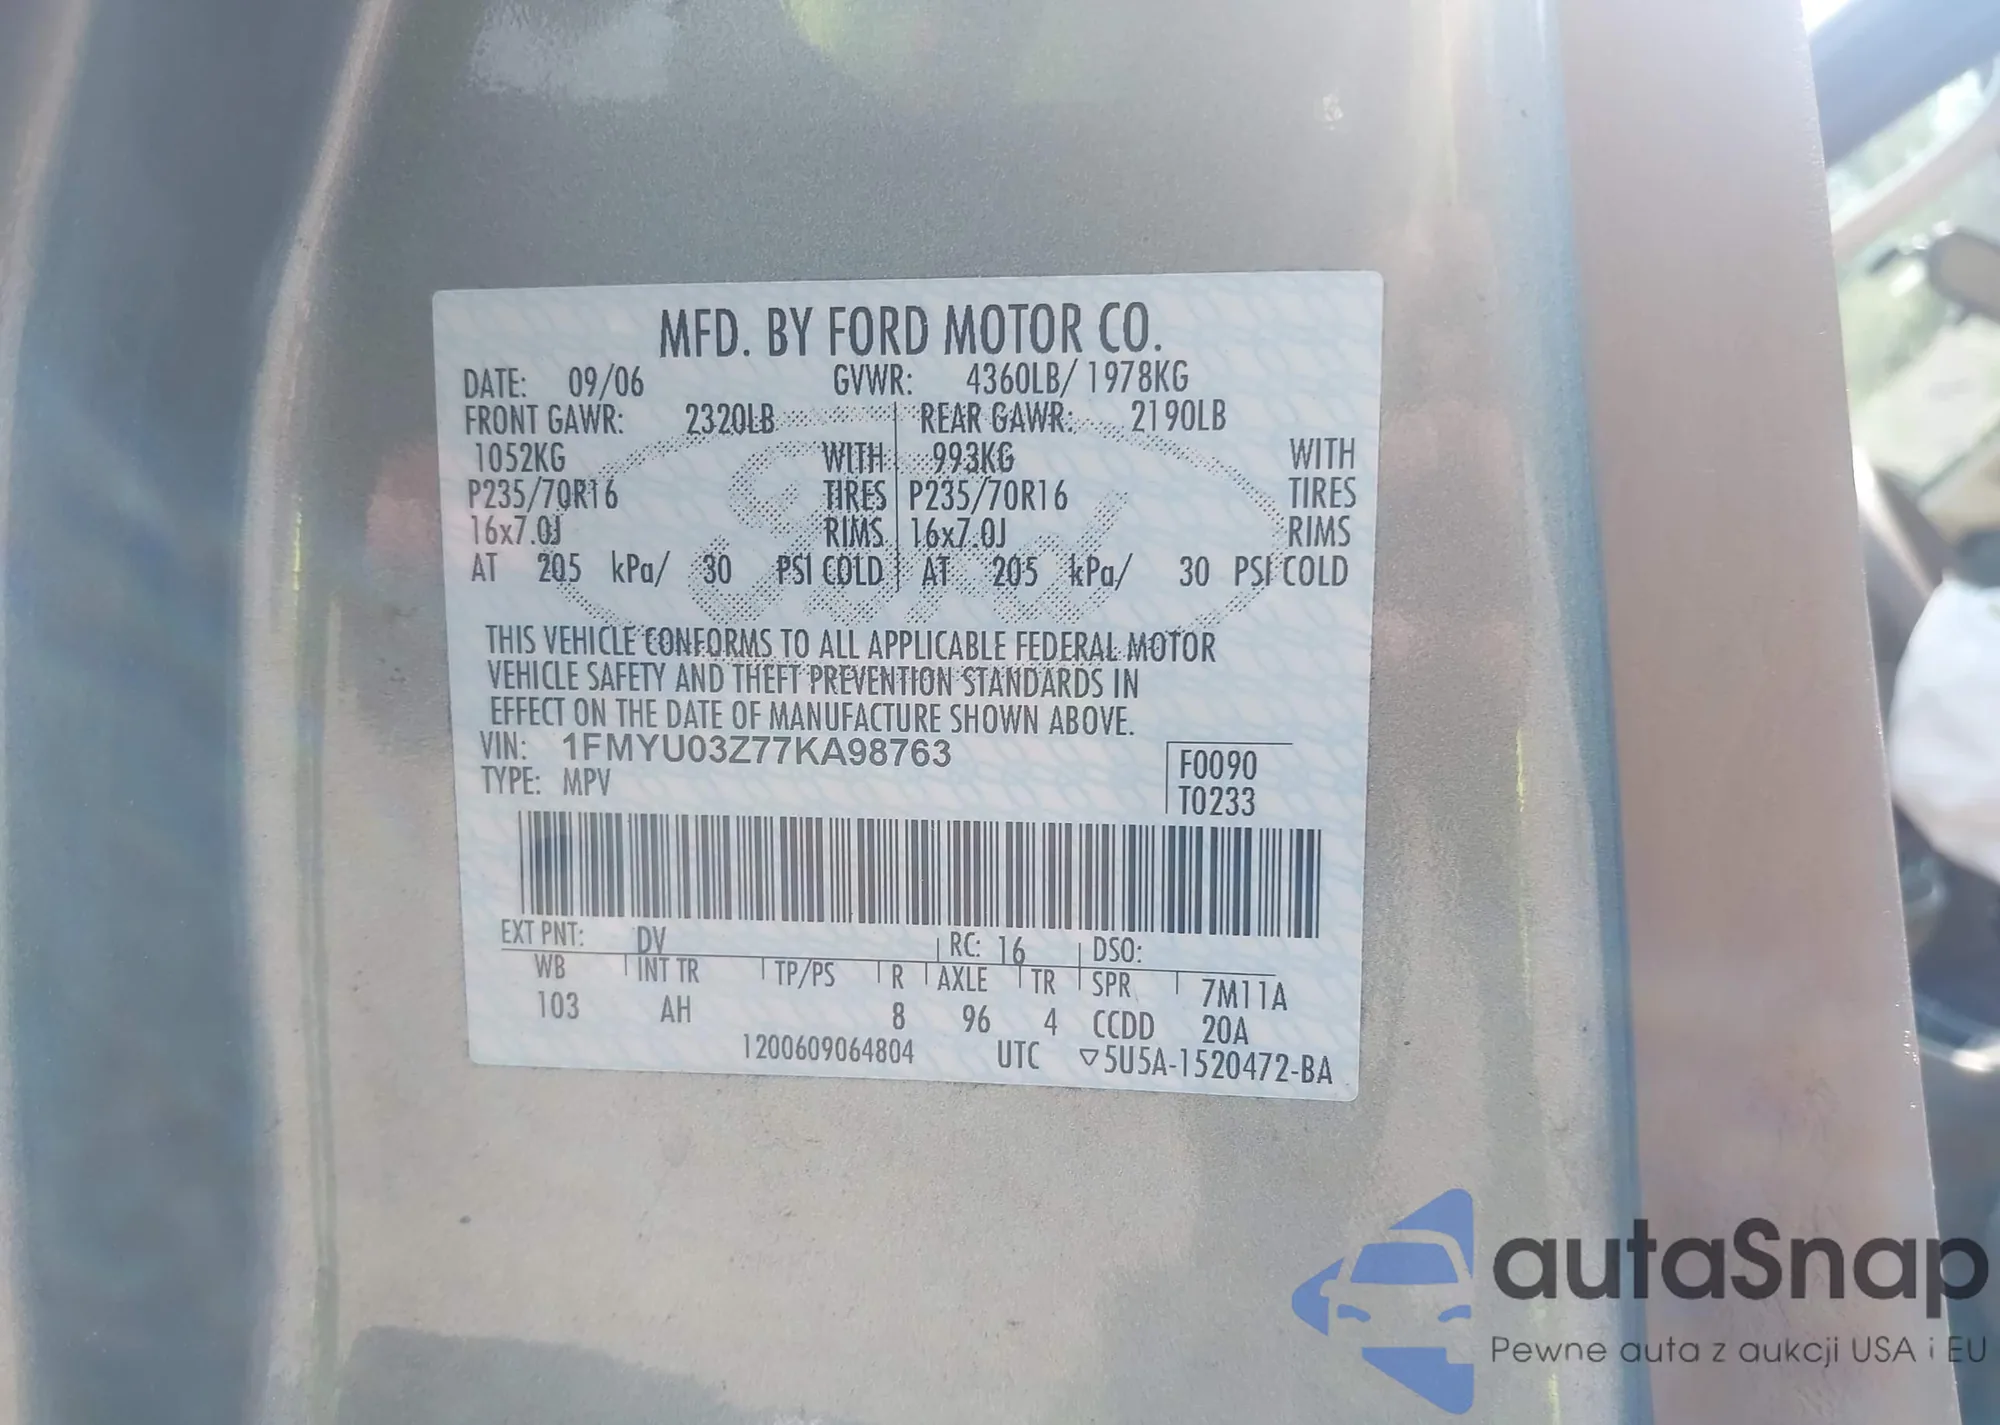 MFD. BY FORD MOTOR CO.
DATE: 09/06 GVWR: 4360LB/ 1978KG
FRONT GAWR: 2320LB REAR GAWR: 2190LB
1052KG WITH 993KG WITH
P235/70R16 TIRES P235/70R16 TIRES
16x7.0J RIMS 16x7.0J RIMS
AT 205 kPa/ 30 PSI COLD AT 205 kPa/ 30 PSI COLD
THIS VEHICLE CONFORMS TO ALL APPLICABLE FEDERAL MOTOR
VEHICLE SAFETY AND THEFT PREVENTION STANDARDS IN
EFFECT ON THE DATE OF MANUFACTURE SHOWN ABOVE.
VIN: 1FMYU03Z77KA98763
TYPE: MPV
F0090
T0233
EXT PNT: DV RC: 16 DSO:
WB INT TR TP/PS R AXLE TR SPR 7M11A
103 AH 8 96 4 CCDD 20A
1200609064804 UTC ▽5U5A-1520472-BA
autaSnap
Pewne auta z aukcji USA i EU